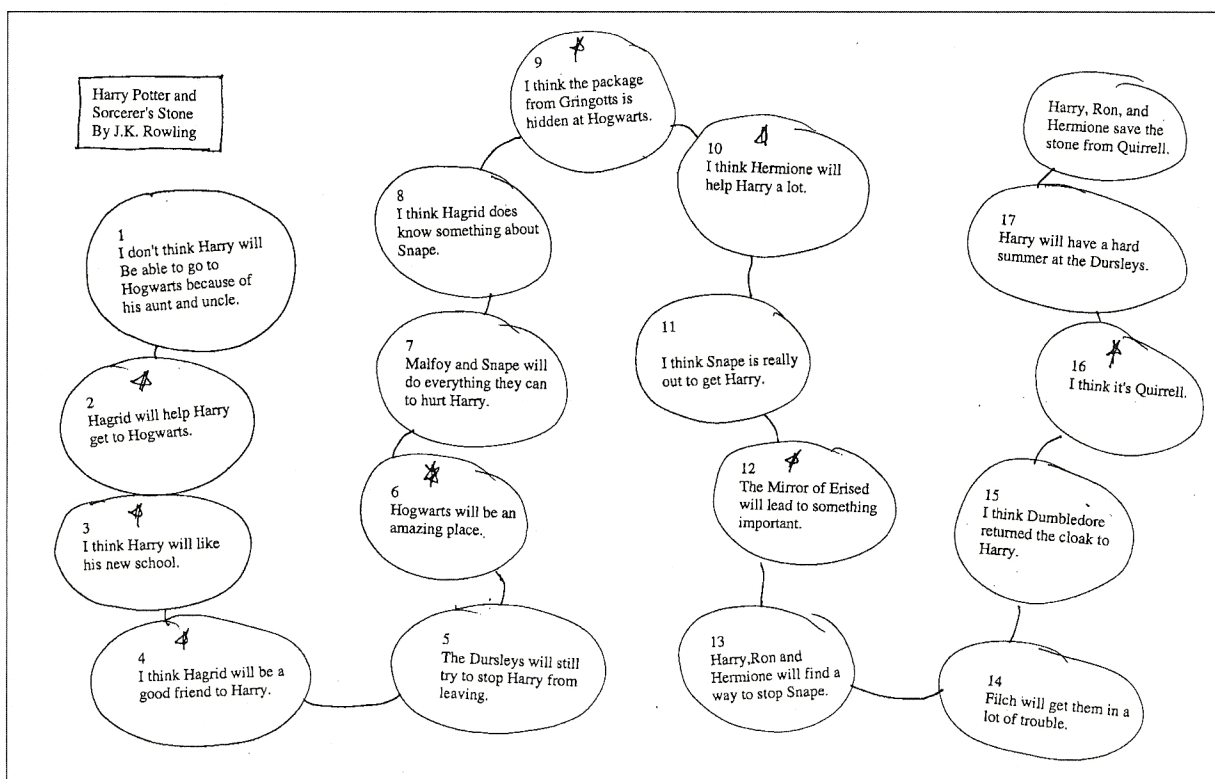 Harry Potter and
Sorcerer's Stone
By J.K. Rowling
1
I don't think Harry will
Be able to go to
Hogwarts because of
his aunt and uncle.
2
Hagrid will help Harry
get to Hogwarts.
3
I think Harry will like
his new school.
4
I think Hagrid will be a
good friend to Harry.
5
The Dursleys will still
try to stop Harry from
leaving.
6
Hogwarts will be an
amazing place.
7
Malfoy and Snape will
do everything they can
to hurt Harry.
8
I think Hagrid does
know something about
Snape.
9
I think the package
from Gringotts is
hidden at Hogwarts.
10
I think Hermione will
help Harry a lot.
11
I think Snape is really
out to get Harry.
12
The Mirror of Erised
will lead to something
important.
13
Harry,Ron and
Hermione will find a
way to stop Snape.
14
Filch will get them in a
lot of trouble.
15
I think Dumbledore
returned the cloak to
Harry.
16
I think it's Quirrell.
17
Harry will have a hard
summer at the Dursleys.
Harry, Ron, and
Hermione save the
stone from Quirrell.